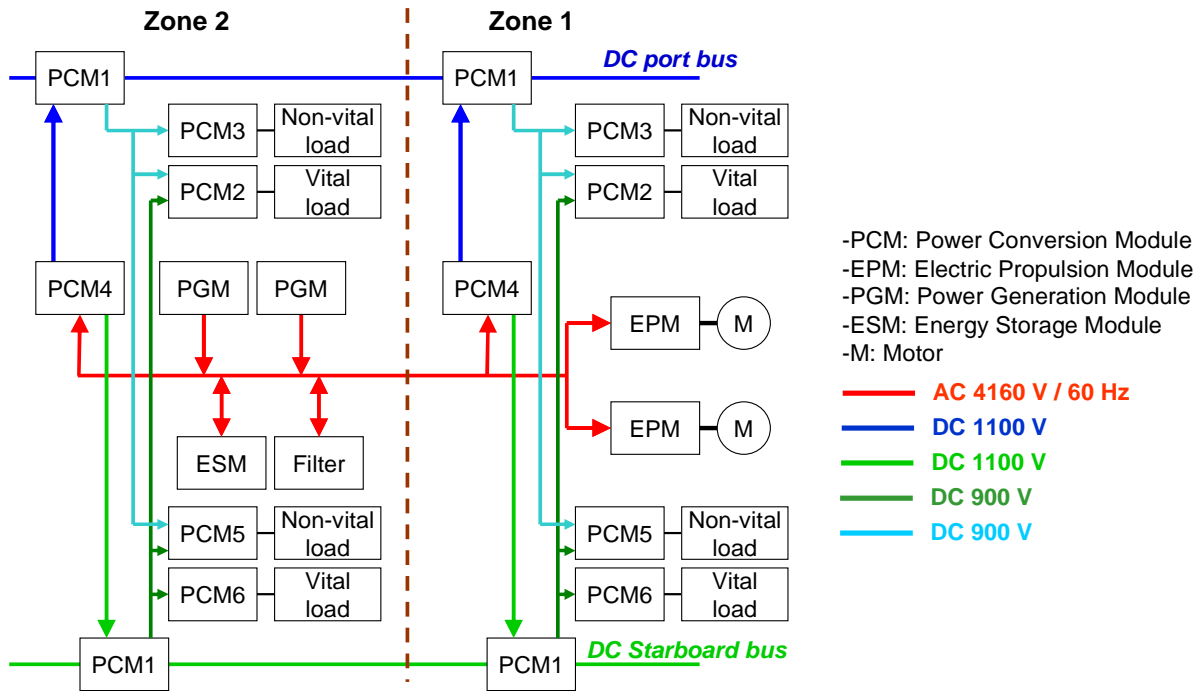 Zone 2
Zone 1
DC port bus
PCM1
PCM1
PCM3
Non-vital
load
PCM3
Non-vital
load
PCM2
Vital
load
PCM2
Vital
load
PCM4
PGM
PGM
PCM4
EPM
M
EPM
M
ESM
Filter
PCM5
Non-vital
load
PCM5
Non-vital
load
PCM6
Vital
load
PCM6
Vital
load
PCM1
PCM1
DC Starboard bus
-PCM: Power Conversion Module
-EPM: Electric Propulsion Module
-PGM: Power Generation Module
-ESM: Energy Storage Module
-M: Motor
AC 4160 V / 60 Hz
DC 1100 V
DC 1100 V
DC 900 V
DC 900 V